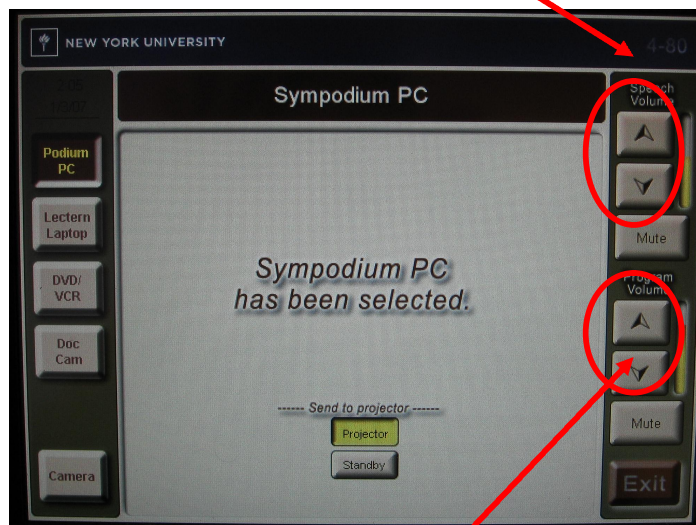 NEW YORK UNIVERSITY
4-80
Sympodium PC
Speech
Volume
Podium
PC
Lectern
Laptop
Mute
Sympodium PC
has been selected.
DVD/
VCR
Program
Volume
Doc
Cam
------ Send to projector ------
Projector
Mute
Standby
Camera
Exit